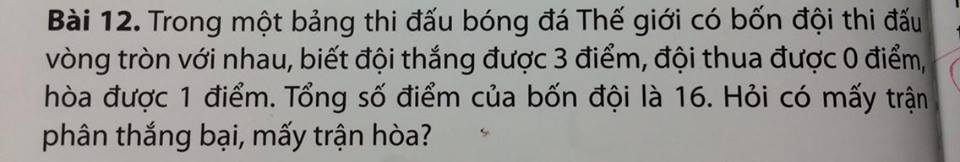 Bài 12. Trong một bảng thi đấu bóng đá Thế giới có bốn đội thi đấu
vòng tròn với nhau, biết đội thắng được 3 điểm, đội thua được 0 điểm,
hòa được 1 điểm. Tổng số điểm của bốn đội là 16. Hỏi có mấy trận
phân thắng bại, mấy trận hòa?